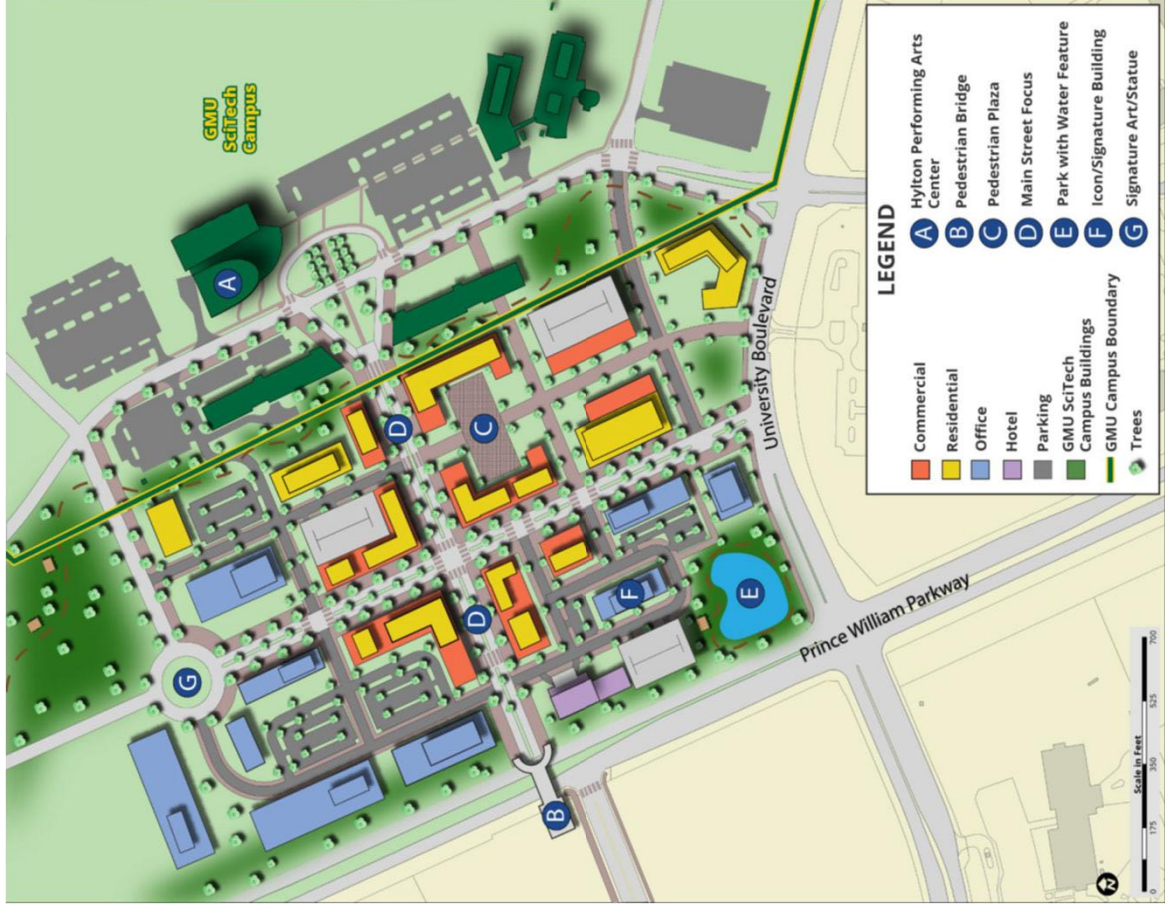 GMU
SciTech
Campus
A
B
C
D
D
E
F
G
University Boulevard
Prince William Parkway
LEGEND
Commercial
Residential
Office
Hotel
Parking
GMU SciTech
Campus Buildings
GMU Campus Boundary
Trees
A Hylton Performing Arts
Center
B Pedestrian Bridge
C Pedestrian Plaza
D Main Street Focus
E Park with Water Feature
F Icon/Signature Building
G Signature Art/Statue
N
Scale in Feet
0 175 350 525 700